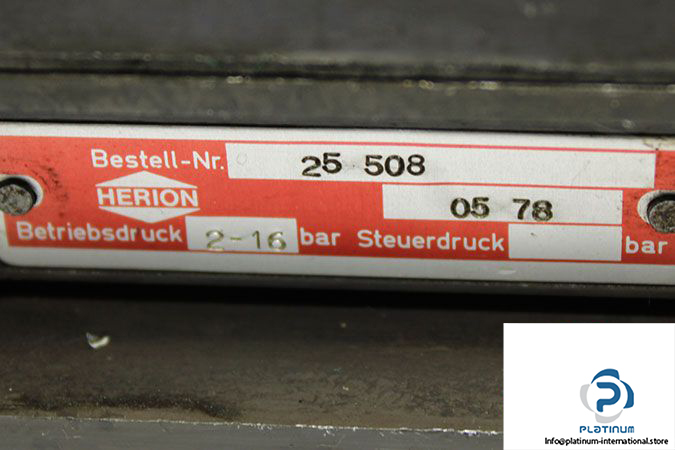 Bestell-Nr. 25 508
HERION 05 78
Betriebsdruck 2-16 bar Steuerdruck bar
PLATINUM
Info@platinum-international.store